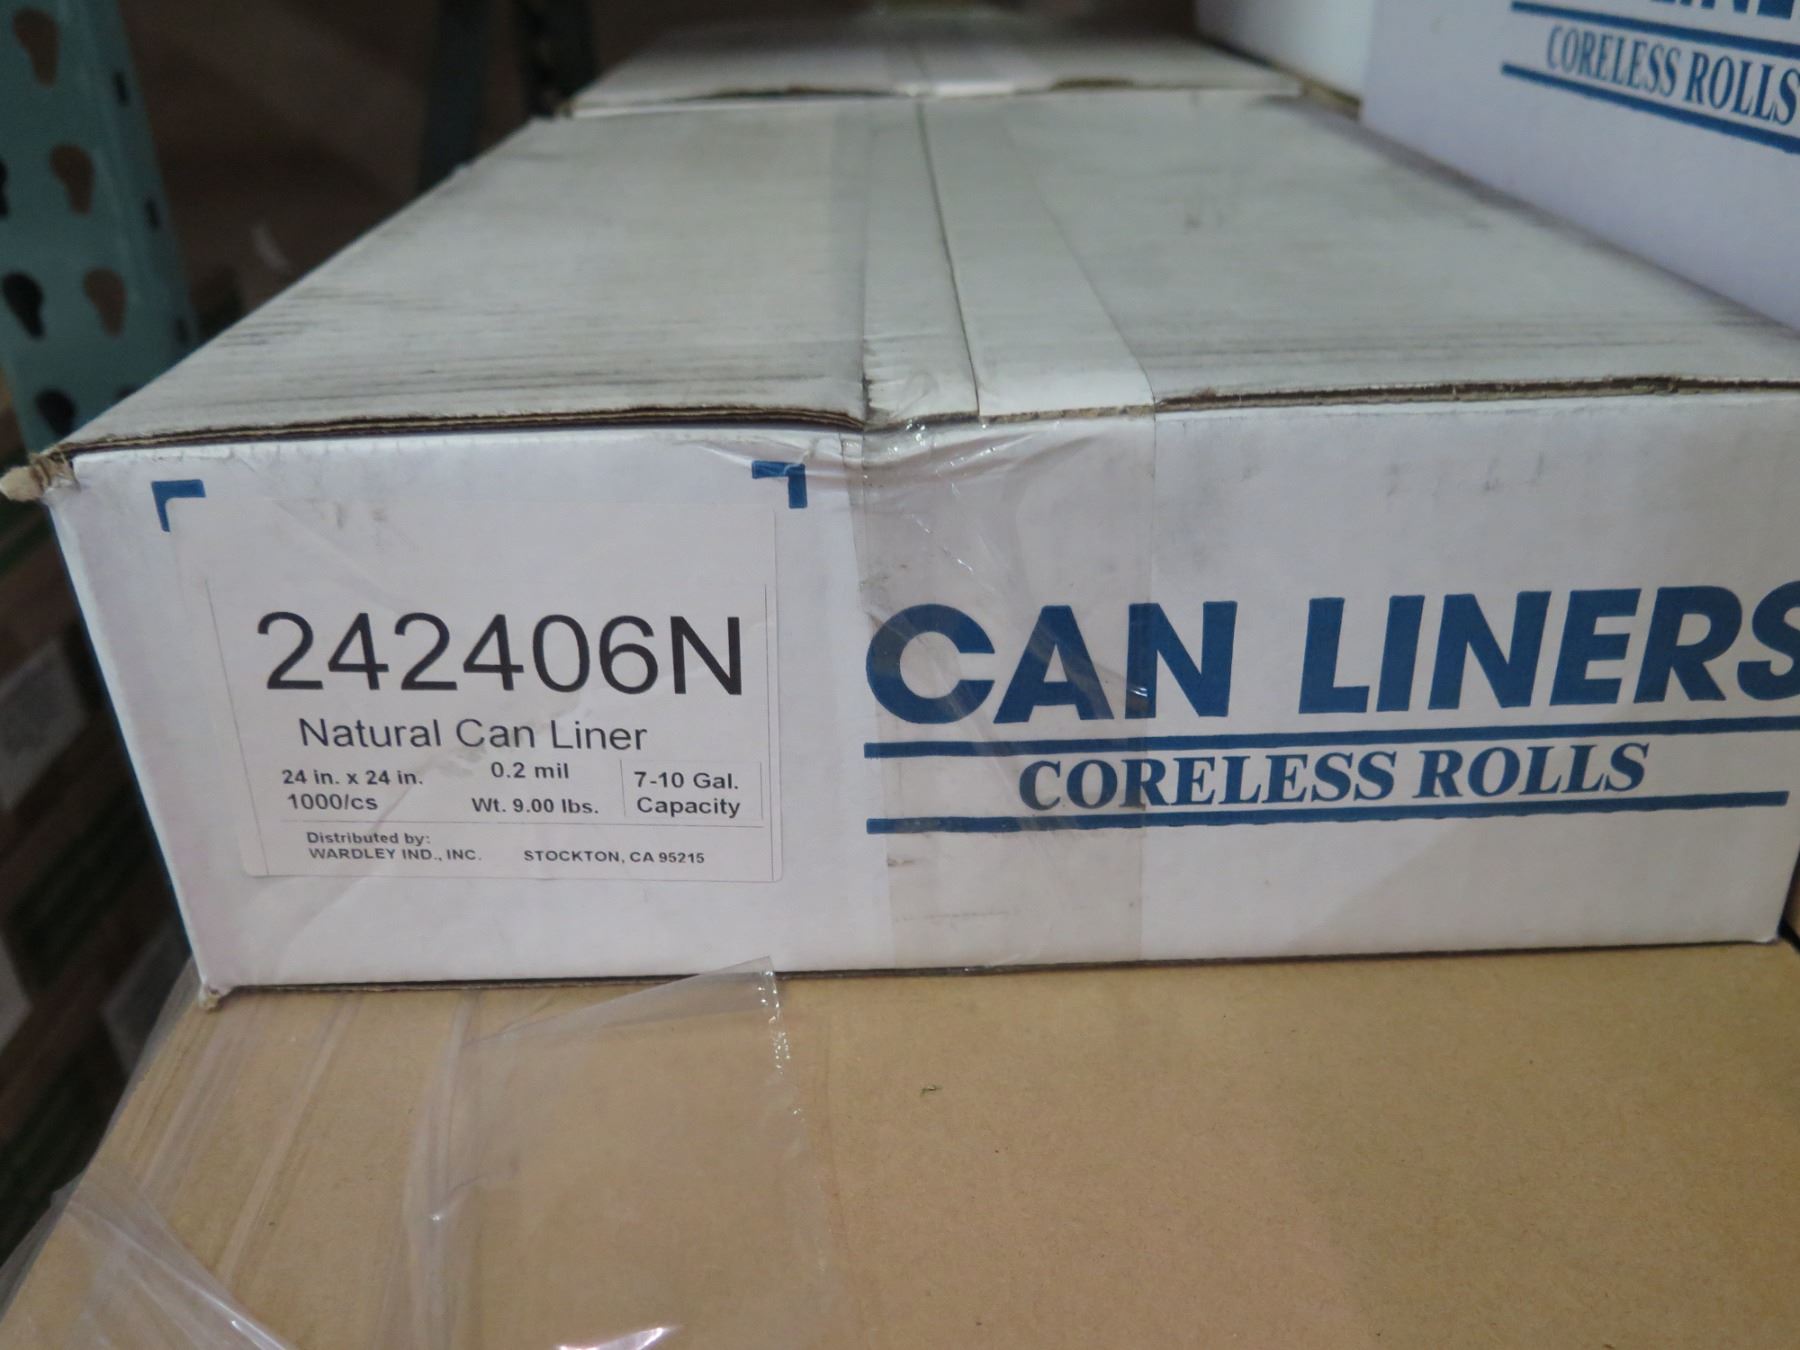 CORELESS ROLLS
242406N
Natural Can Liner
24 in. x 24 in. 0.2 mil 7-10 Gal.
1000/cs Wt. 9.00 lbs. Capacity
Distributed by:
WARDLEY IND., INC. STOCKTON, CA 95215
CAN LINERS
CORELESS ROLLS